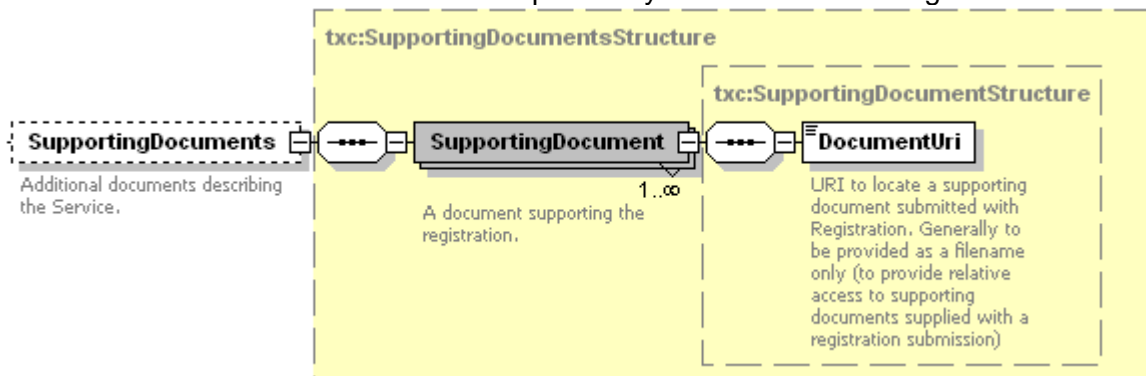 txc:SupportingDocumentsStructure
txc:SupportingDocumentStructure
SupportingDocuments
SupportingDocument
DocumentUri
1..∞
Additional documents describing
the Service.
A document supporting the
registration.
URI to locate a supporting
document submitted with
Registration. Generally to
be provided as a filename
only (to provide relative
access to supporting
documents supplied with a
registration submission)